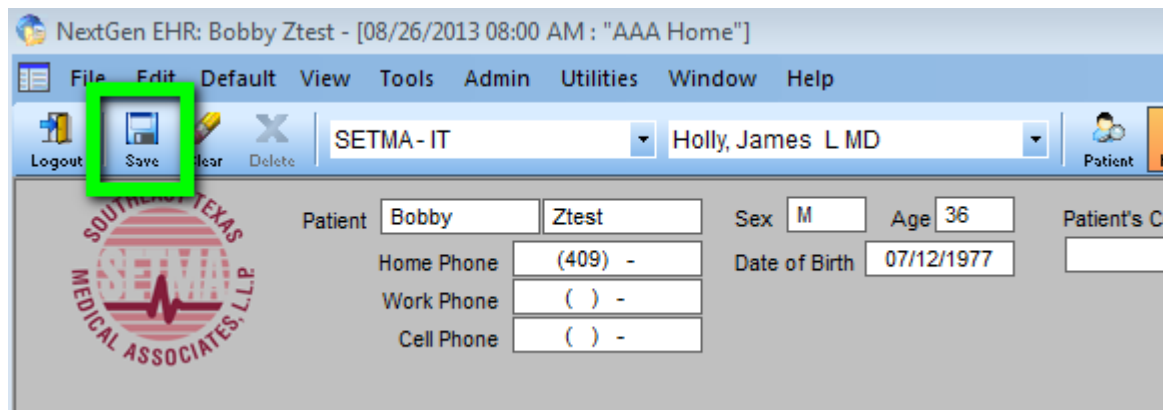 NextGen EHR: Bobby Ztest - [08/26/2013 08:00 AM : "AAA Home"]
File Edit Default View Tools Admin Utilities Window Help
Logout Save Clear Delete SETMA - IT Holly, James L MD Patient
SOUTHEAST TEXAS
SETMA
MEDICAL ASSOCIATES, L.L.P.
Patient Bobby Ztest Sex M Age 36 Patient's C
Home Phone (409) - Date of Birth 07/12/1977
Work Phone ( ) -
Cell Phone ( ) -